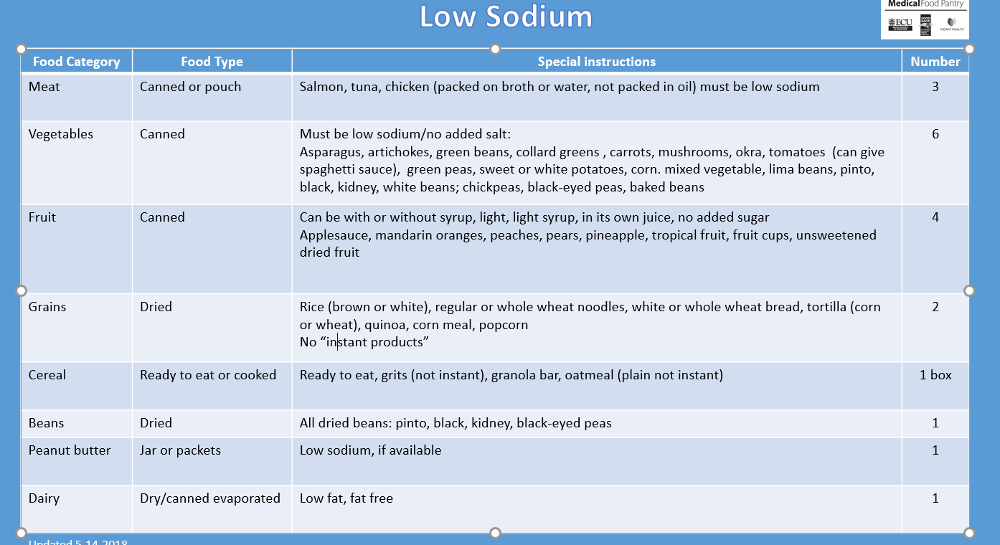 Low Sodium
Medical Food Pantry
ECU
FOOD BANK
VIDANT HEALTH
Food Category Food Type Special instructions Number
Meat Canned or pouch Salmon, tuna, chicken (packed on broth or water, not packed in oil) must be low sodium 3
Vegetables Canned Must be low sodium/no added salt: 6
Asparagus, artichokes, green beans, collard greens , carrots, mushrooms, okra, tomatoes (can give
spaghetti sauce), green peas, sweet or white potatoes, corn. mixed vegetable, lima beans, pinto,
black, kidney, white beans; chickpeas, black-eyed peas, baked beans
Fruit Canned Can be with or without syrup, light, light syrup, in its own juice, no added sugar 4
Applesauce, mandarin oranges, peaches, pears, pineapple, tropical fruit, fruit cups, unsweetened
dried fruit
Grains Dried Rice (brown or white), regular or whole wheat noodles, white or whole wheat bread, tortilla (corn 2
or wheat), quinoa, corn meal, popcorn
No “instant products”
Cereal Ready to eat or cooked Ready to eat, grits (not instant), granola bar, oatmeal (plain not instant) 1 box
Beans Dried All dried beans: pinto, black, kidney, black-eyed peas 1
Peanut butter Jar or packets Low sodium, if available 1
Dairy Dry/canned evaporated Low fat, fat free 1
Updated 5-14-2018